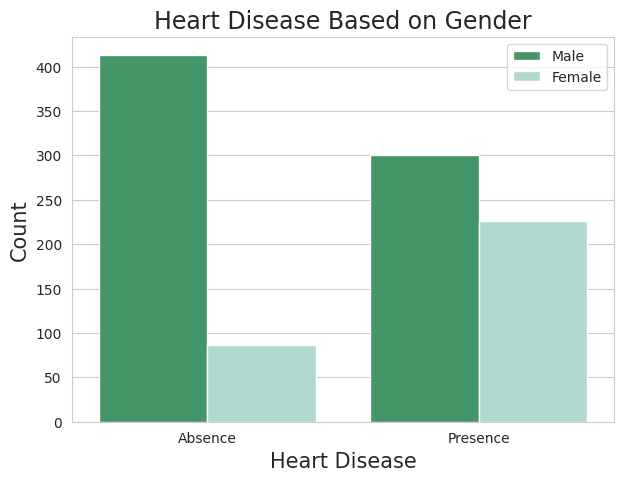 Heart Disease Based on Gender
Male
Female
400
350
300
250
200
150
100
50
0
Count
Absence
Presence
Heart Disease